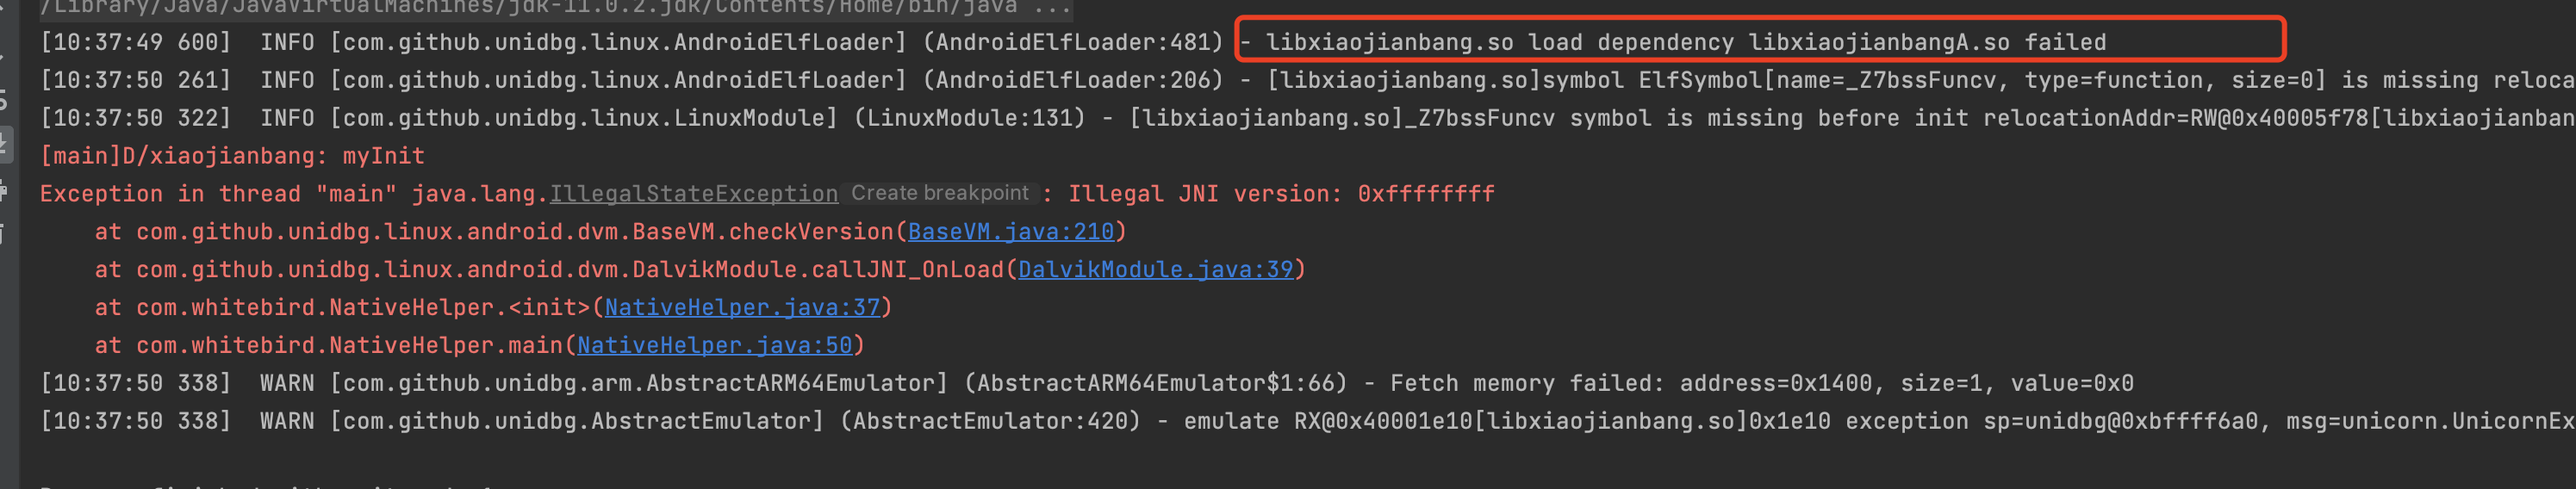 /Library/Java/JavaVirtualMachines/jdk-11.0.2.jdk/Contents/Home/bin/java ...
[10:37:49 600]  INFO [com.github.unidbg.linux.AndroidElfLoader] (AndroidElfLoader:481) - libxiaojianbang.so load dependency libxiaojianbangA.so failed
[10:37:50 261]  INFO [com.github.unidbg.linux.AndroidElfLoader] (AndroidElfLoader:206) - [libxiaojianbang.so]symbol ElfSymbol[name=_Z7bssFuncv, type=function, size=0] is missing reloca
[10:37:50 322]  INFO [com.github.unidbg.linux.LinuxModule] (LinuxModule:131) - [libxiaojianbang.so]_Z7bssFuncv symbol is missing before init relocationAddr=RW@0x40005f78[libxiaojianban
[main]D/xiaojianbang: myInit
Exception in thread "main" java.lang.IllegalStateException Create breakpoint : Illegal JNI version: 0xffffffff
    at com.github.unidbg.linux.android.dvm.BaseVM.checkVersion(BaseVM.java:210)
    at com.github.unidbg.linux.android.dvm.DalvikModule.callJNI_OnLoad(DalvikModule.java:39)
    at com.whitebird.NativeHelper.<init>(NativeHelper.java:37)
    at com.whitebird.NativeHelper.main(NativeHelper.java:50)
[10:37:50 338]  WARN [com.github.unidbg.arm.AbstractARM64Emulator] (AbstractARM64Emulator$1:66) - Fetch memory failed: address=0x1400, size=1, value=0x0
[10:37:50 338]  WARN [com.github.unidbg.AbstractEmulator] (AbstractEmulator:420) - emulate RX@0x40001e10[libxiaojianbang.so]0x1e10 exception sp=unidbg@0xbffff6a0, msg=unicorn.UnicornEx